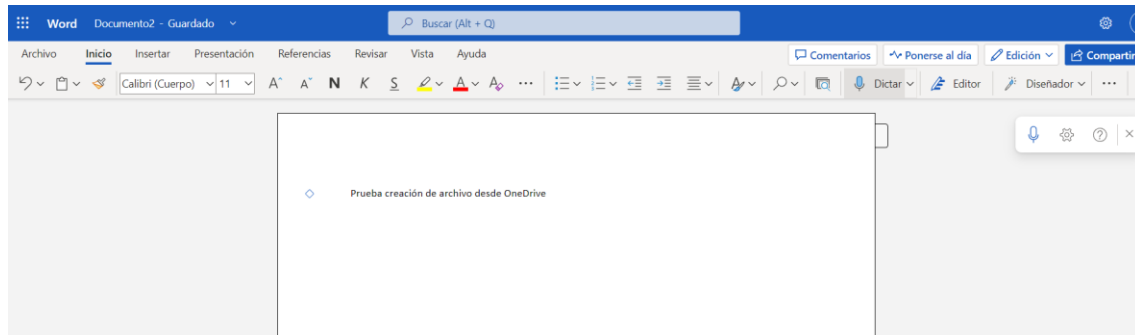 Word Documento2 - Guardado Buscar (Alt + Q)
Archivo Inicio Insertar Presentación Referencias Revisar Vista Ayuda Comentarios Ponerse al día Edición Compartir
Calibri (Cuerpo) 11 A A N K S A A Dictar Editor Diseñador
Prueba creación de archivo desde OneDrive